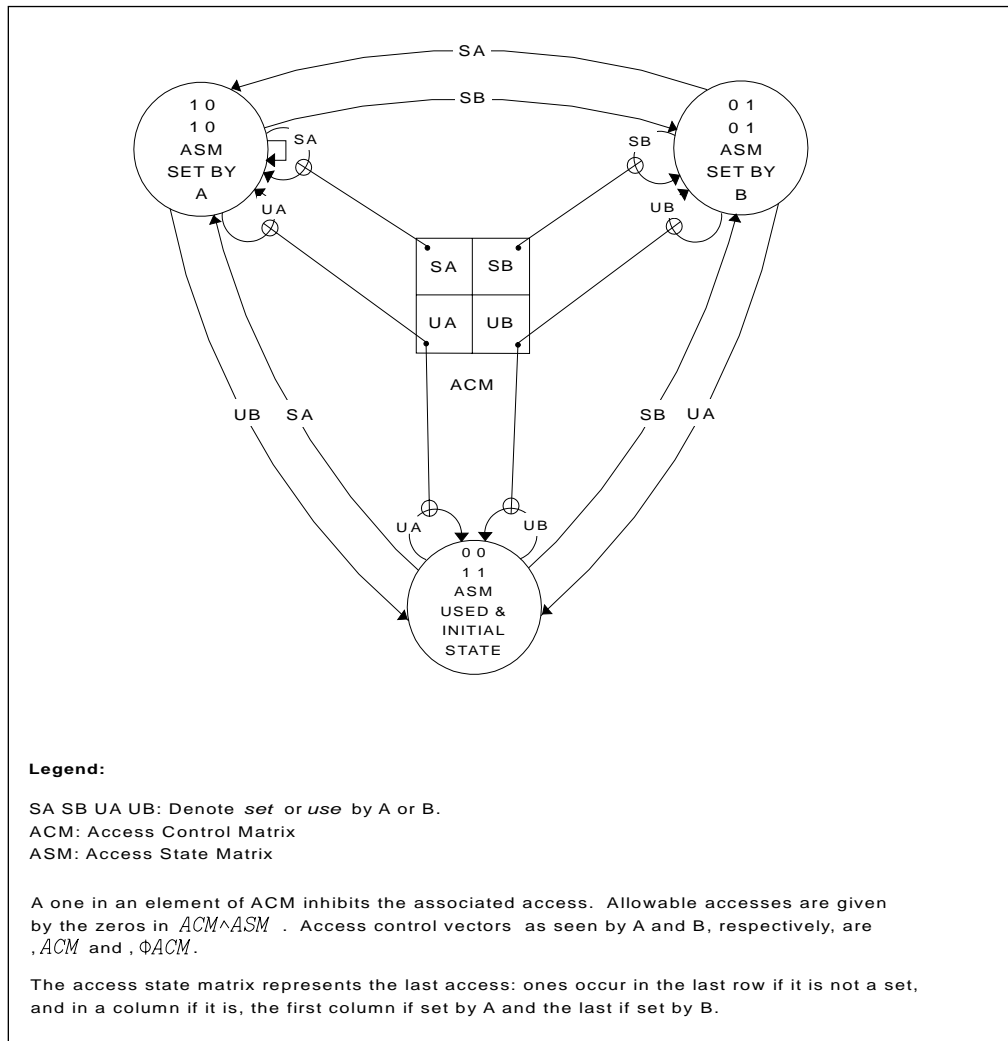 SA
SB
1 0
1 0
ASM
SET BY
A
0 1
0 1
ASM
SET BY
B
SA
SB
UA
UB
SA SB
UA UB
ACM
UB SA
SB UA
UA
UB
0 0
1 1
ASM
USED &
INITIAL
STATE
Legend:
SA SB UA UB: Denote set or use by A or B.
ACM: Access Control Matrix
ASM: Access State Matrix
A one in an element of ACM inhibits the associated access. Allowable accesses are given
by the zeros in ACM∧ASM . Access control vectors as seen by A and B, respectively, are
,ACM and ,⌽ACM.
The access state matrix represents the last access: ones occur in the last row if it is not a set,
and in a column if it is, the first column if set by A and the last if set by B.